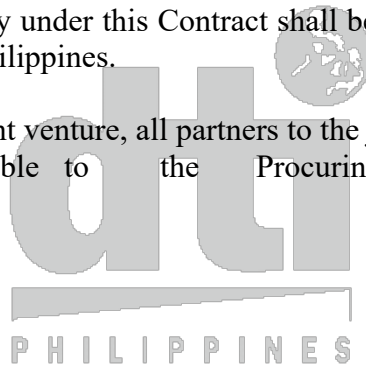 y under this Contract shall be
ilippines.
nt venture, all partners to the
ble to the Procurin
dti
PHILIPPINES